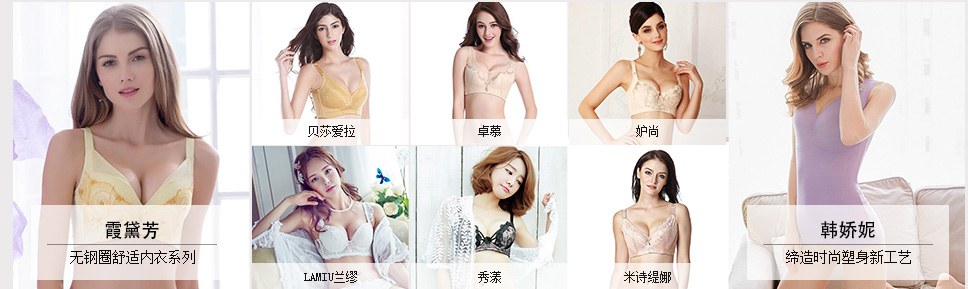 霞黛芳
无钢圈舒适内衣系列
贝莎爱拉
卓慕
妒尚
LAMIU兰缪
秀漾
米诗缇娜
韩娇妮
缔造时尚塑身新工艺